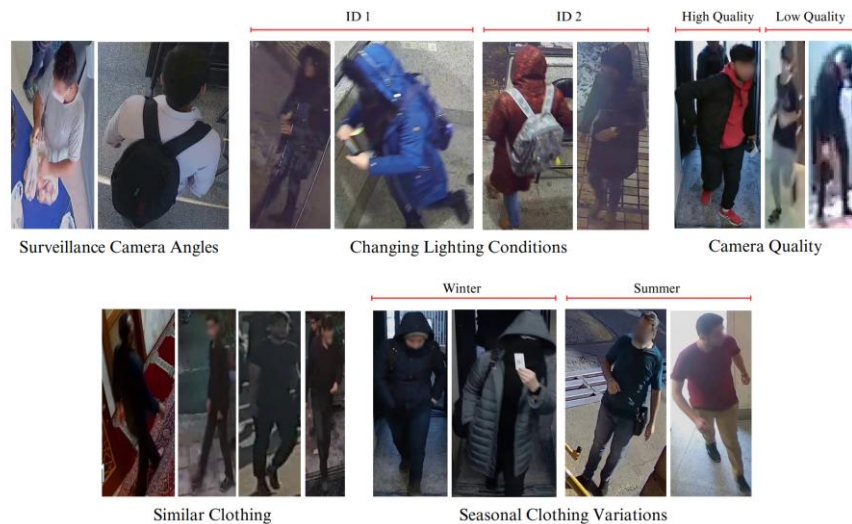 ID 1
ID 2
High Quality
Low Quality
Surveillance Camera Angles
Changing Lighting Conditions
Camera Quality
Winter
Summer
Similar Clothing
Seasonal Clothing Variations